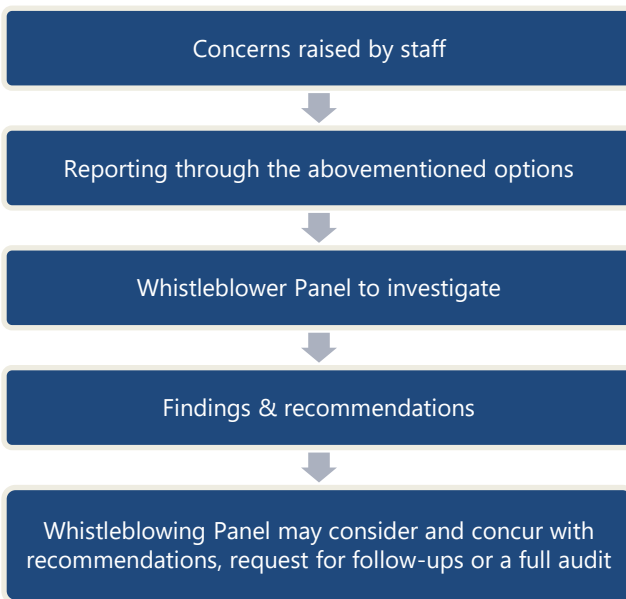 Concerns raised by staff
Reporting through the abovementioned options
Whistleblower Panel to investigate
Findings & recommendations
Whistleblowing Panel may consider and concur with
recommendations, request for follow-ups or a full audit